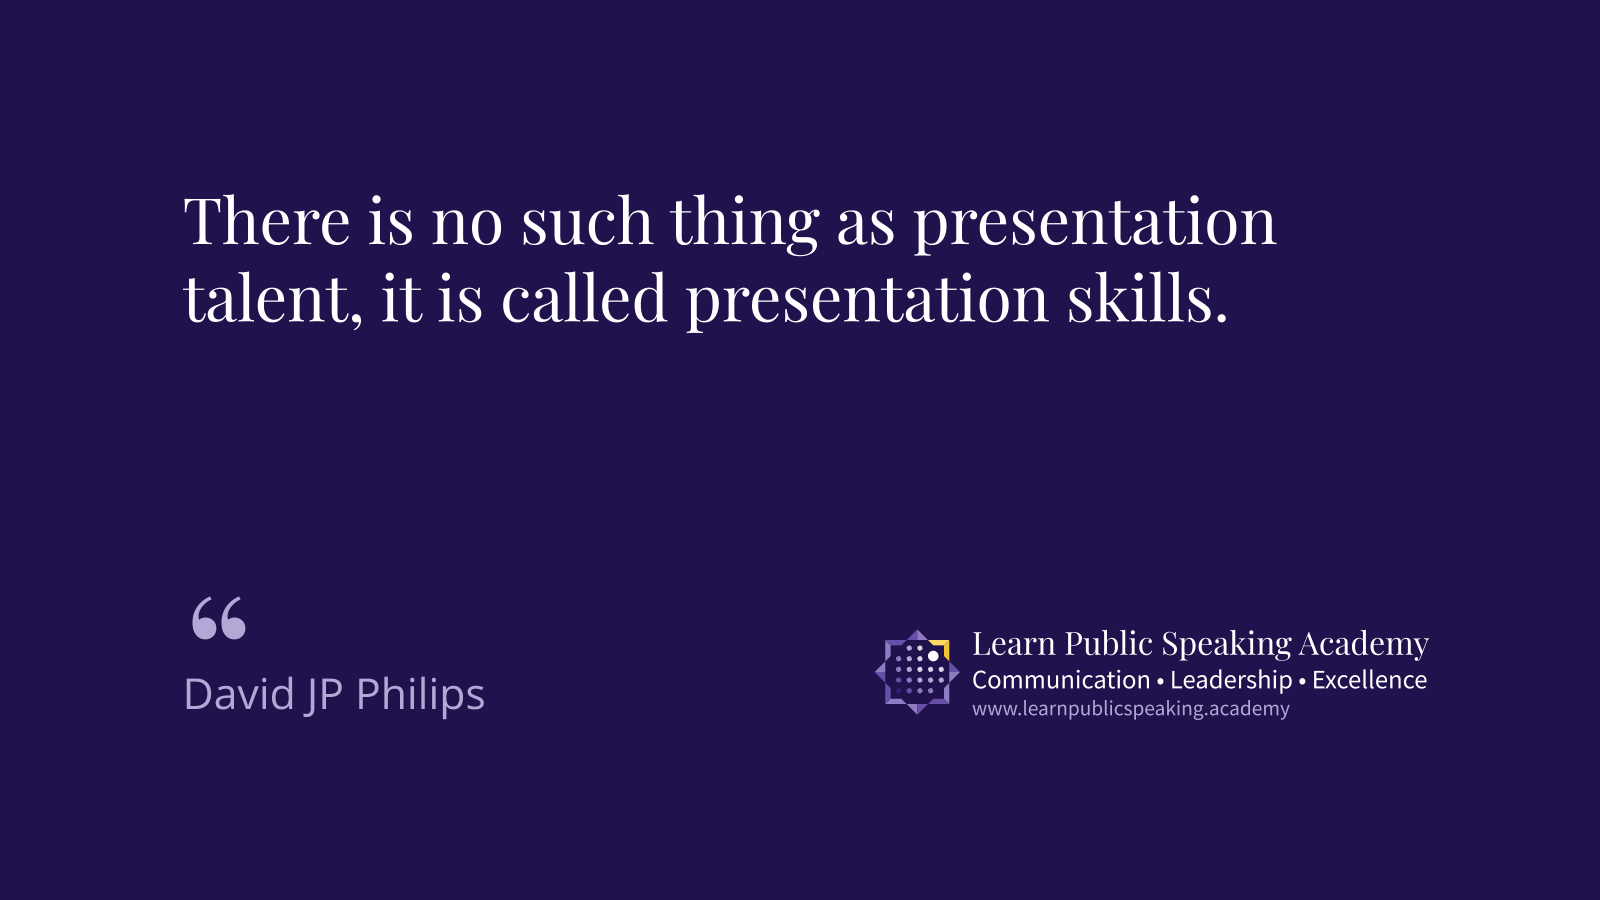 There is no such thing as presentation
talent, it is called presentation skills.
“
David JP Philips
Learn Public Speaking Academy
Communication • Leadership • Excellence
www.learnpublicspeaking.academy